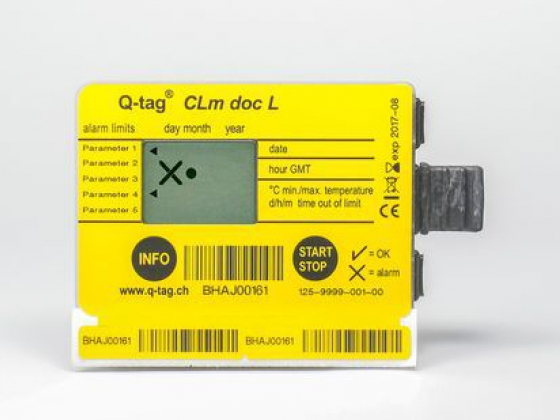 Q-tag® CLm doc L
alarm limits day month year
Parameter 1
Parameter 2
Parameter 3
Parameter 4
Parameter 5
date
hour GMT
°C min./max. temperature
d/h/m time out of limit
exp 2017-08
CE
INFO
START
STOP
✓ = OK
✕ = alarm
www.q-tag.ch
BHAJ00161
125-9999-001-00
BHAJ00161
BHAJ00161